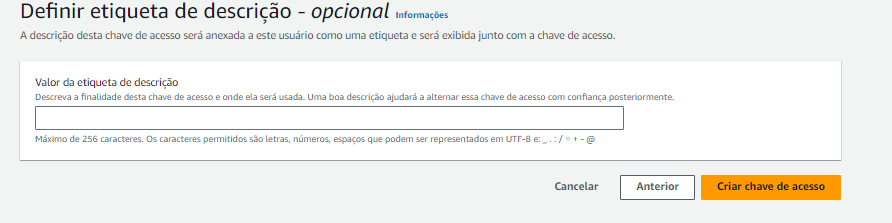 Definir etiqueta de descrição - opcional Informações
A descrição desta chave de acesso será anexada a este usuário como uma etiqueta e será exibida junto com a chave de acesso.
Valor da etiqueta de descrição
Descreva a finalidade desta chave de acesso e onde ela será usada. Uma boa descrição ajudará a alternar essa chave de acesso com confiança posteriormente.
Máximo de 256 caracteres. Os caracteres permitidos são letras, números, espaços que podem ser representados em UTF-8 e: _ . : / = + - @
Cancelar Anterior Criar chave de acesso